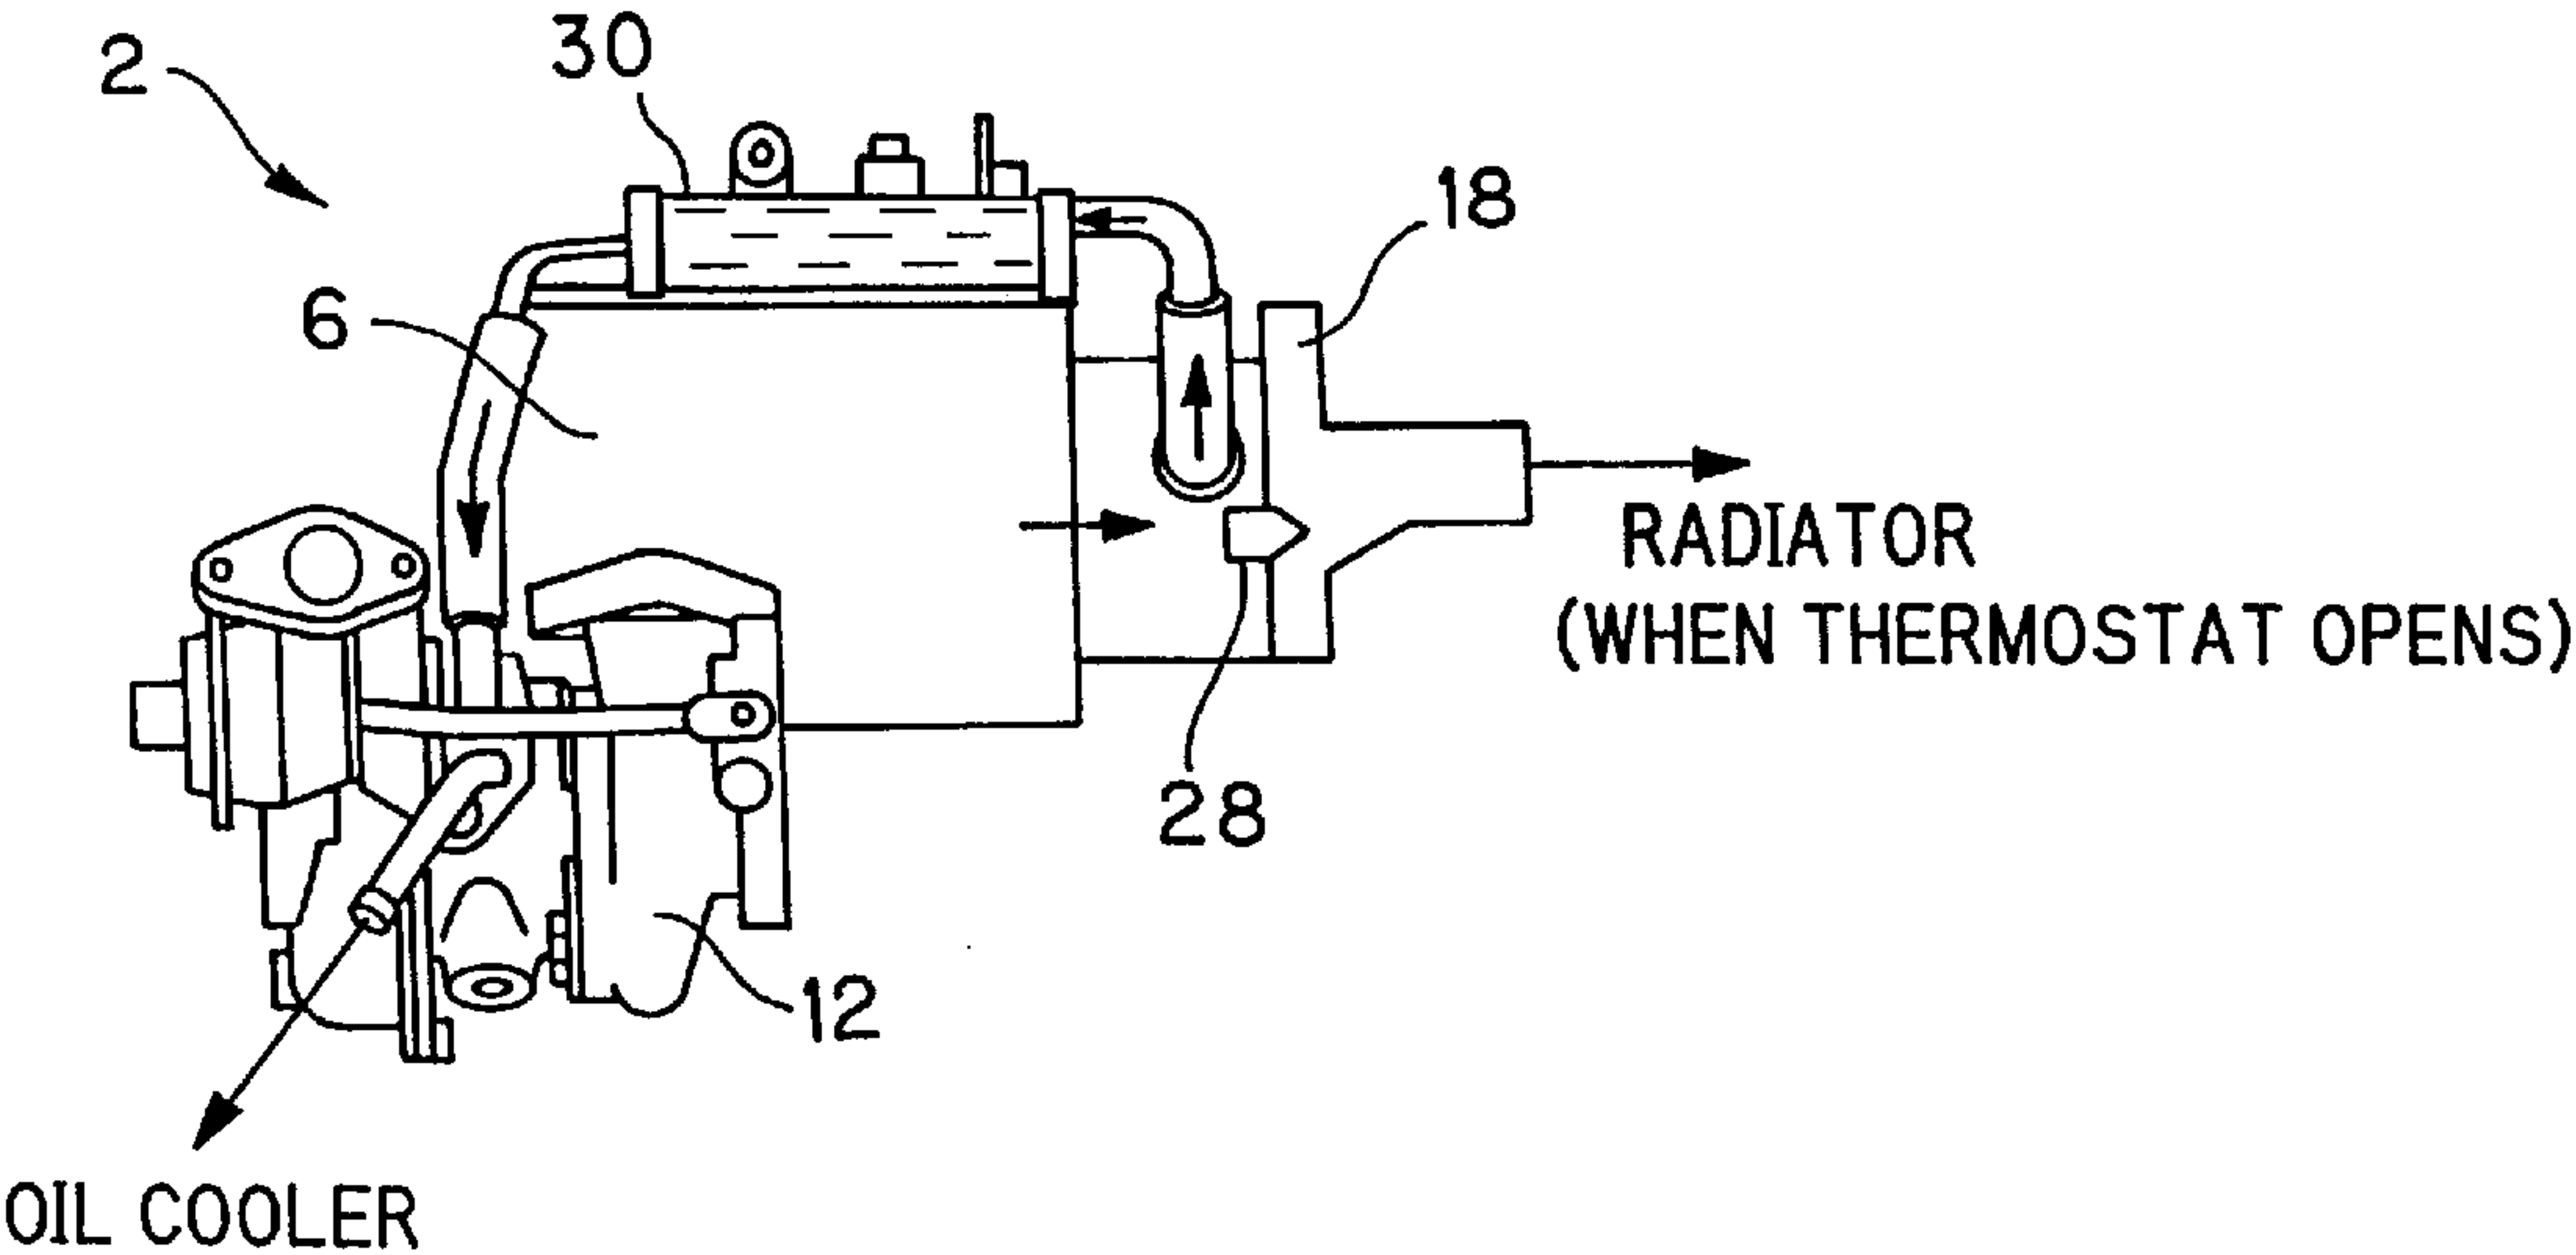 30
2
18
6
RADIATOR
(WHEN THERMOSTAT OPENS)
28
12
OIL COOLER